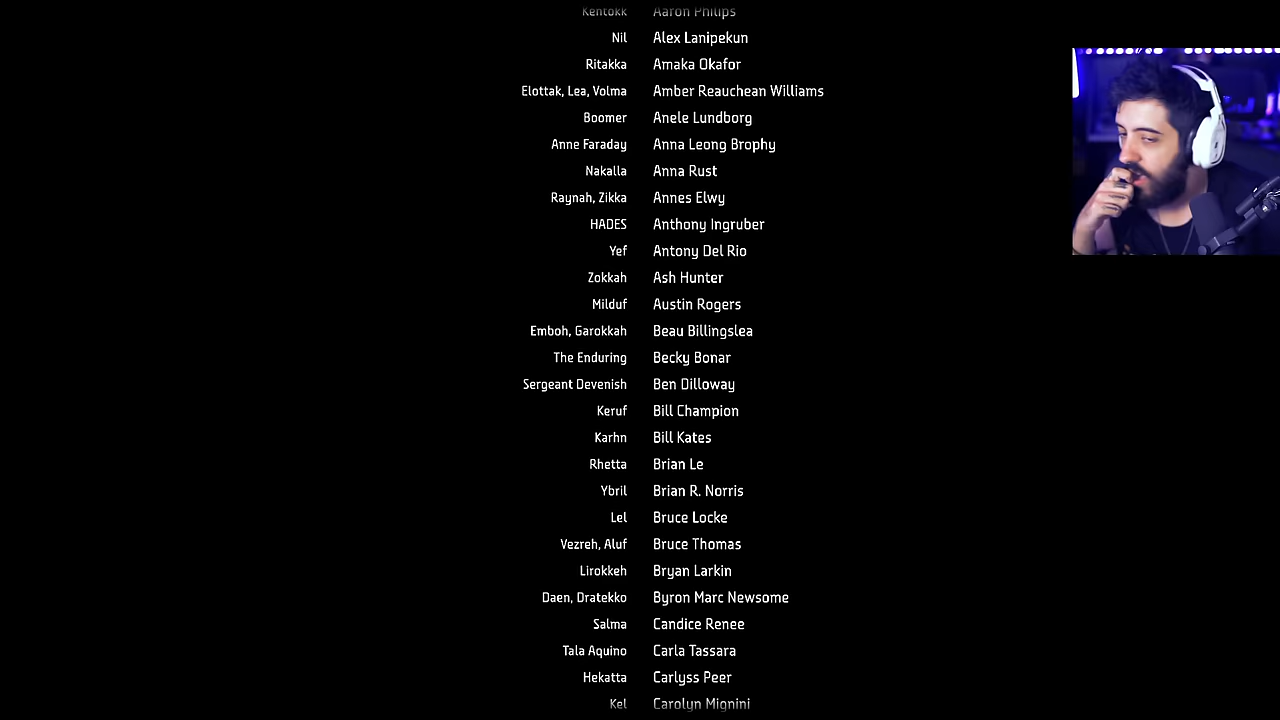 Kentokk Aaron Philips
Nil Alex Lanipekun
Ritakka Amaka Okafor
Elottak, Lea, Volma Amber Reauchean Williams
Boomer Anele Lundborg
Anne Faraday Anna Leong Brophy
Nakalla Anna Rust
Raynah, Zikka Annes Elwy
HADES Anthony Ingruber
Yef Antony Del Rio
Zokkah Ash Hunter
Milduf Austin Rogers
Emboh, Garokkah Beau Billingslea
The Enduring Becky Bonar
Sergeant Devenish Ben Dilloway
Keruf Bill Champion
Karhn Bill Kates
Rhetta Brian Le
Ybril Brian R. Norris
Lel Bruce Locke
Vezreh, Aluf Bruce Thomas
Lirokkeh Bryan Larkin
Daen, Dratekko Byron Marc Newsome
Salma Candice Renee
Tala Aquino Carla Tassara
Hekatta Carlyss Peer
Kel Carolyn Mignini